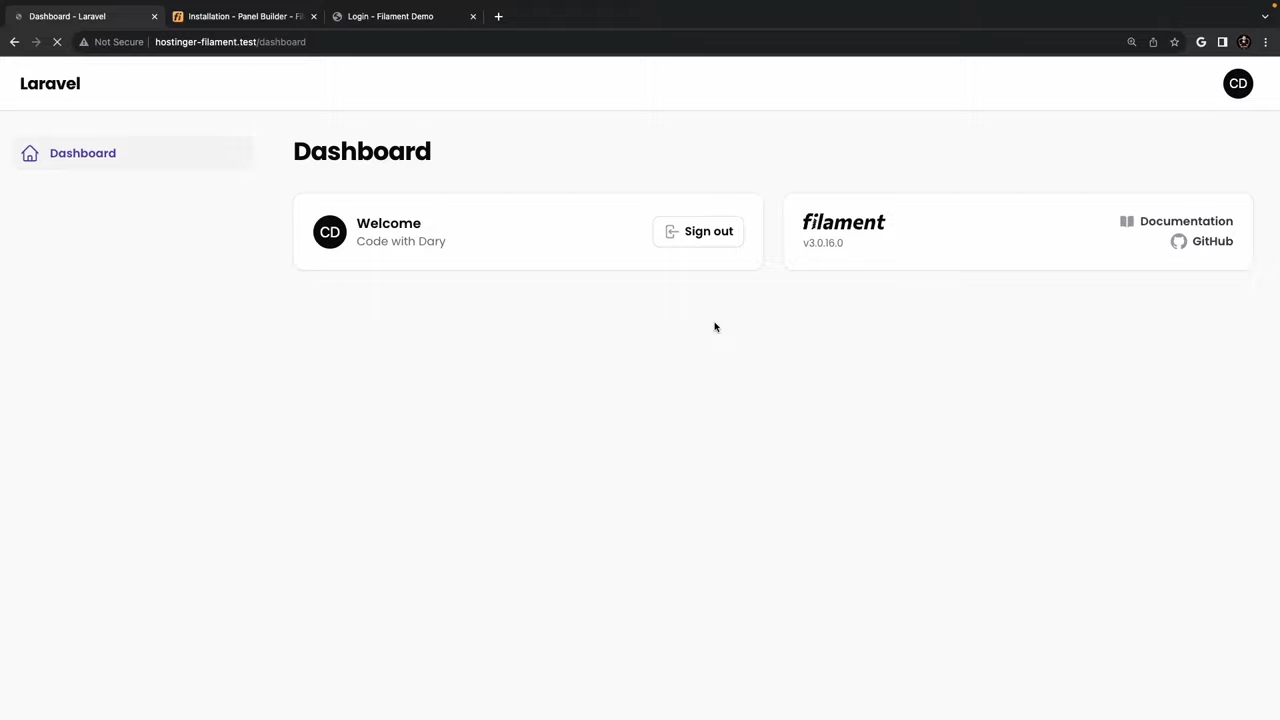 Dashboard - Laravel
Installation - Panel Builder - Fil
Login - Filament Demo
Not Secure
hostinger-filament.test/dashboard
Laravel
CD
Dashboard
Dashboard
CD
Welcome
Code with Dary
Sign out
filament
v3.0.16.0
Documentation
GitHub